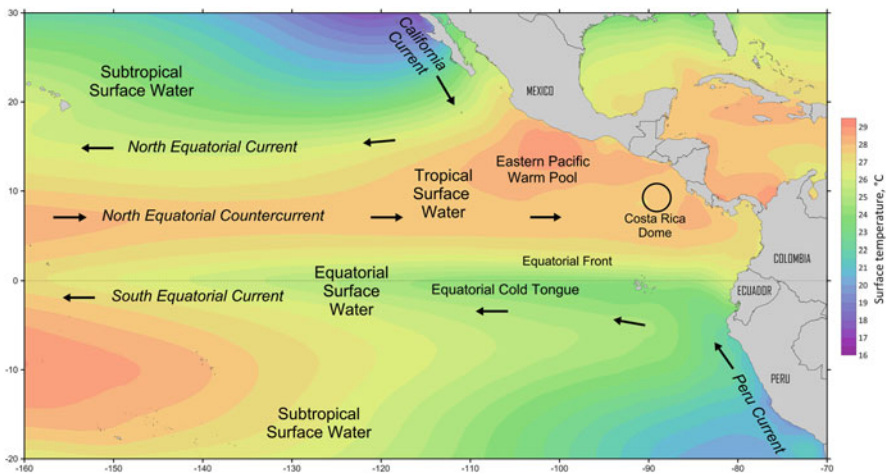 30
20
10
0
-10
-20
-160
-150
-140
-130
-120
-110
-100
-90
-80
-70
Subtropical
Surface Water
California
Current
MEXICO
North Equatorial Current
Eastern Pacific
Warm Pool
Tropical
Surface
Water
North Equatorial Countercurrent
Costa Rica
Dome
COLOMBIA
Equatorial Front
Equatorial
Surface
Water
Equatorial Cold Tongue
ECUADOR
South Equatorial Current
PERU
Peru Current
Subtropical
Surface Water
29
28
27
26
25
24
23
22
21
20
19
18
17
16
Surface temperature, °C